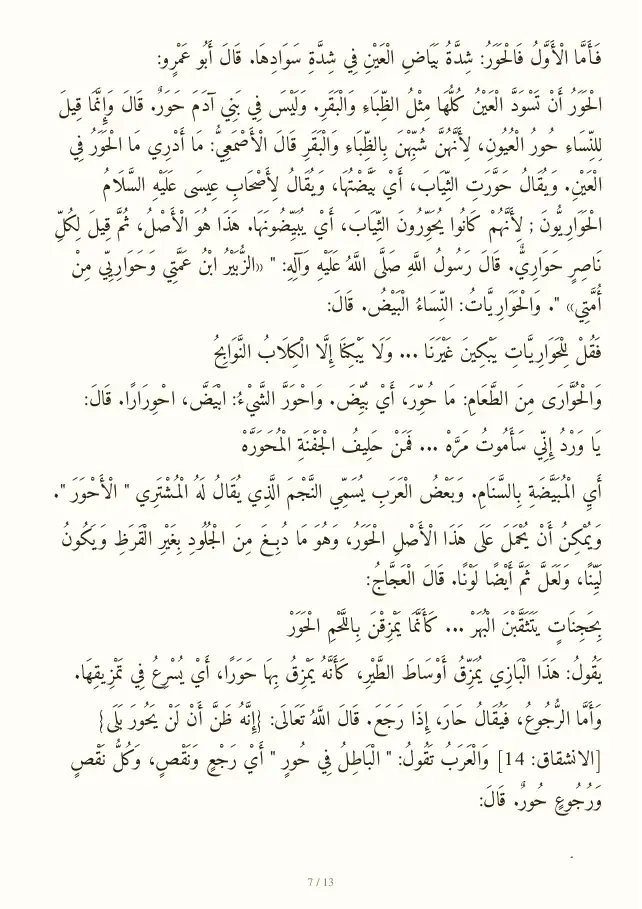 فَأَمَّا الْأَوَّلُ فَالْحَوَرُ: شِدَّةُ بَيَاضِ الْعَيْنِ فِي شِدَّةِ سَوَادِهَا. قَالَ أَبُو عَمْرٍو:
الْحَوَرُ أَنْ تَسْوَدَّ الْعَيْنُ كُلُّهَا مِثْلُ الظِّبَاءِ وَالْبَقَرِ. وَلَيْسَ فِي بَنِي آدَمَ حَوَرٌ. قَالَ وَإِنَّمَا قِيلَ
لِلنِّسَاءِ حُورُ الْعُيُونِ، لِأَنَّهُنَّ شُبِّهْنَ بِالظِّبَاءِ وَالْبَقَرِ قَالَ الْأَصْمَعِيُّ: مَا أَدْرِي مَا الْحَوَرُ فِي
الْعَيْنِ. وَيُقَالُ حَوَّرَتِ الثِّيَابَ، أَيْ بَيَّضْتُهَا، وَيُقَالُ لِأَصْحَابِ عِيسَى عَلَيْهِ السَّلَامُ
الْحَوَارِيُّونَ ; لِأَنَّهُمْ كَانُوا يُحَوِّرُونَ الثِّيَابَ، أَيْ يُبَيِّضُونَهَا. هَذَا هُوَ الْأَصْلُ، ثُمَّ قِيلَ لِكُلِّ
نَاصِرٍ حَوَارِيٌّ. قَالَ رَسُولُ اللَّهِ صَلَّى اللَّهُ عَلَيْهِ وَآلِهِ: " «الزُّبَيْرُ ابْنُ عَمَّتِي وَحَوَارِيِّي مِنْ
أُمَّتِي» ". وَالْحَوَارِيَّاتُ: النِّسَاءُ الْبَيْضُ. قَالَ:
فَقُلْ لِلْحَوَارِيَّاتِ يَبْكِينَ غَيْرَنَا ... وَلَا يَبْكِنَا إِلَّا الْكِلَابُ النَّوَابِحُ
وَالْحُوَّارَى مِنَ الطَّعَامِ: مَا حُوِّرَ، أَيْ بُيِّضَ. وَاحْوَرَّ الشَّيْءُ: ابْيَضَّ، احْوِرَارًا. قَالَ:
يَا وَرْدُ إِنِّي سَأَمُوتُ مَرَّهْ ... فَمَنْ حَلِيفُ الْجَفْنَةِ الْمُحَوَرَّهْ
أَيِ الْمُبَيَّضَةِ بِالسَّنَامِ. وَبَعْضُ الْعَرَبِ يُسَمِّي النَّجْمَ الَّذِي يُقَالُ لَهُ الْمُشْتَرِي " الْأَحْوَرَ ".
وَيُمْكِنُ أَنْ يُحْمَلَ عَلَى هَذَا الْأَصْلِ الْحَوَرُ، وَهُوَ مَا دُبِغَ مِنَ الْجُلُودِ بِغَيْرِ الْقَرَظِ وَيَكُونُ
لَيِّنًا، وَلَعَلَّ ثَمَّ أَيْضًا لَوْنًا. قَالَ الْعَجَّاجُ:
بِحَجِنَاتٍ يَتَثَقَّبْنَ الْبُهَرْ ... كَأَنَّمَا يَمْزِقْنَ بِاللَّحْمِ الْحَوَرْ
يَقُولُ: هَذَا الْبَازِي يُمَزِّقُ أَوْسَاطَ الطَّيْرِ، كَأَنَّهُ يَمْزِقُ بِهَا حَوَرًا، أَيْ يُسْرِعُ فِي تَمْزِيقِهَا.
وَأَمَّا الرُّجُوعُ، فَيُقَالُ حَارَ، إِذَا رَجَعَ. قَالَ اللَّهُ تَعَالَى: {إِنَّهُ ظَنَّ أَنْ لَنْ يَحُورَ بَلَى}
[الانشقاق: 14] وَالْعَرَبُ تَقُولُ: " الْبَاطِلُ فِي حُورٍ " أَيْ رَجْعٍ وَنَقْصٍ، وَكُلُّ نَقْصٍ
وَرُجُوعٍ حُورٌ. قَالَ:
7 / 13